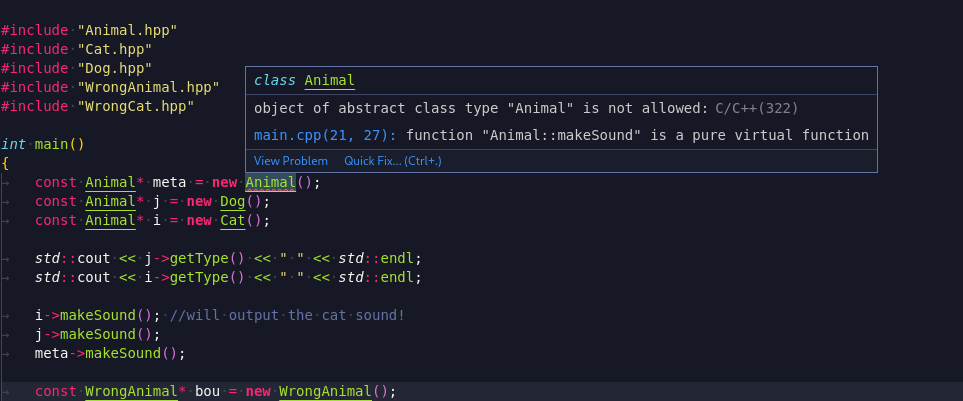 #include "Animal.hpp"
#include "Cat.hpp"
#include "Dog.hpp"
#include "WrongAnimal.hpp"
#include "WrongCat.hpp"
class Animal
object of abstract class type "Animal" is not allowed: C/C++(322)
main.cpp(21, 27): function "Animal::makeSound" is a pure virtual function
View Problem Quick Fix... (Ctrl+.)
int main()
{
const Animal* meta = new Animal();
const Animal* j = new Dog();
const Animal* i = new Cat();
std::cout << j->getType() << " " << std::endl;
std::cout << i->getType() << " " << std::endl;
i->makeSound(); //will output the cat sound!
j->makeSound();
meta->makeSound();
const WrongAnimal* bou = new WrongAnimal();